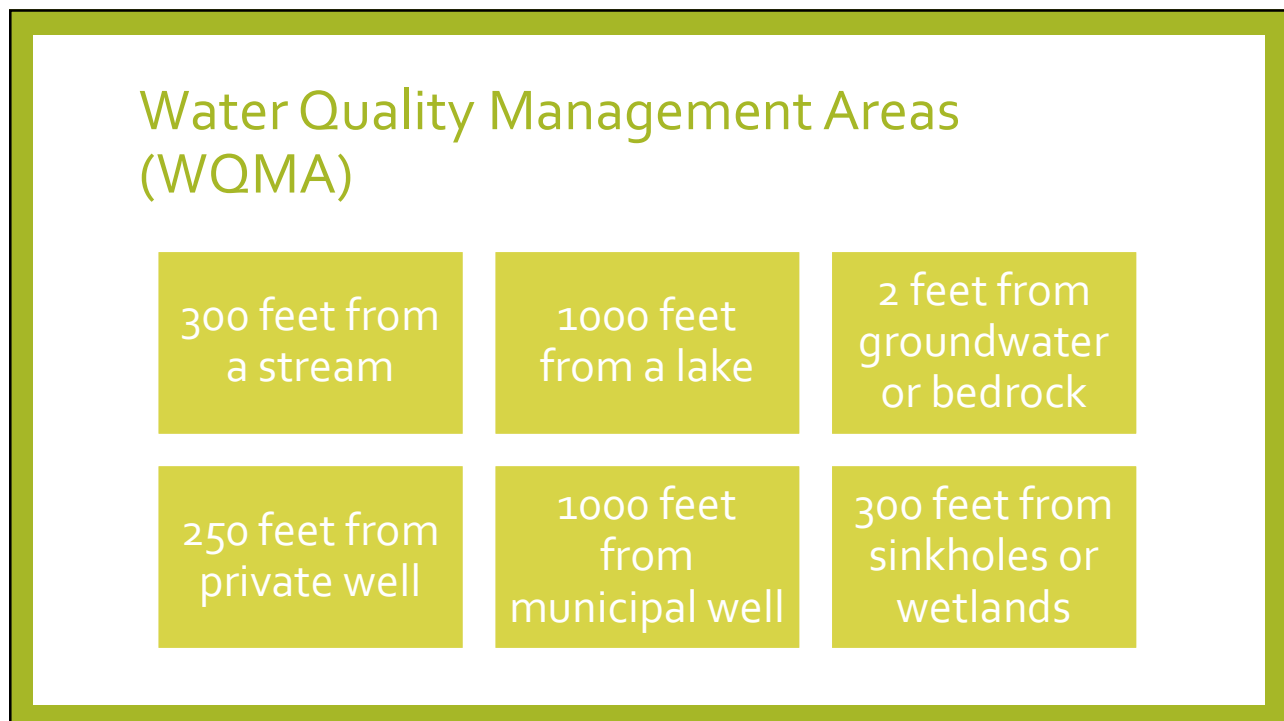 Water Quality Management Areas
(WQMA)
300 feet from
a stream
1000 feet
from a lake
2 feet from
groundwater
or bedrock
250 feet from
private well
1000 feet
from
municipal well
300 feet from
sinkholes or
wetlands